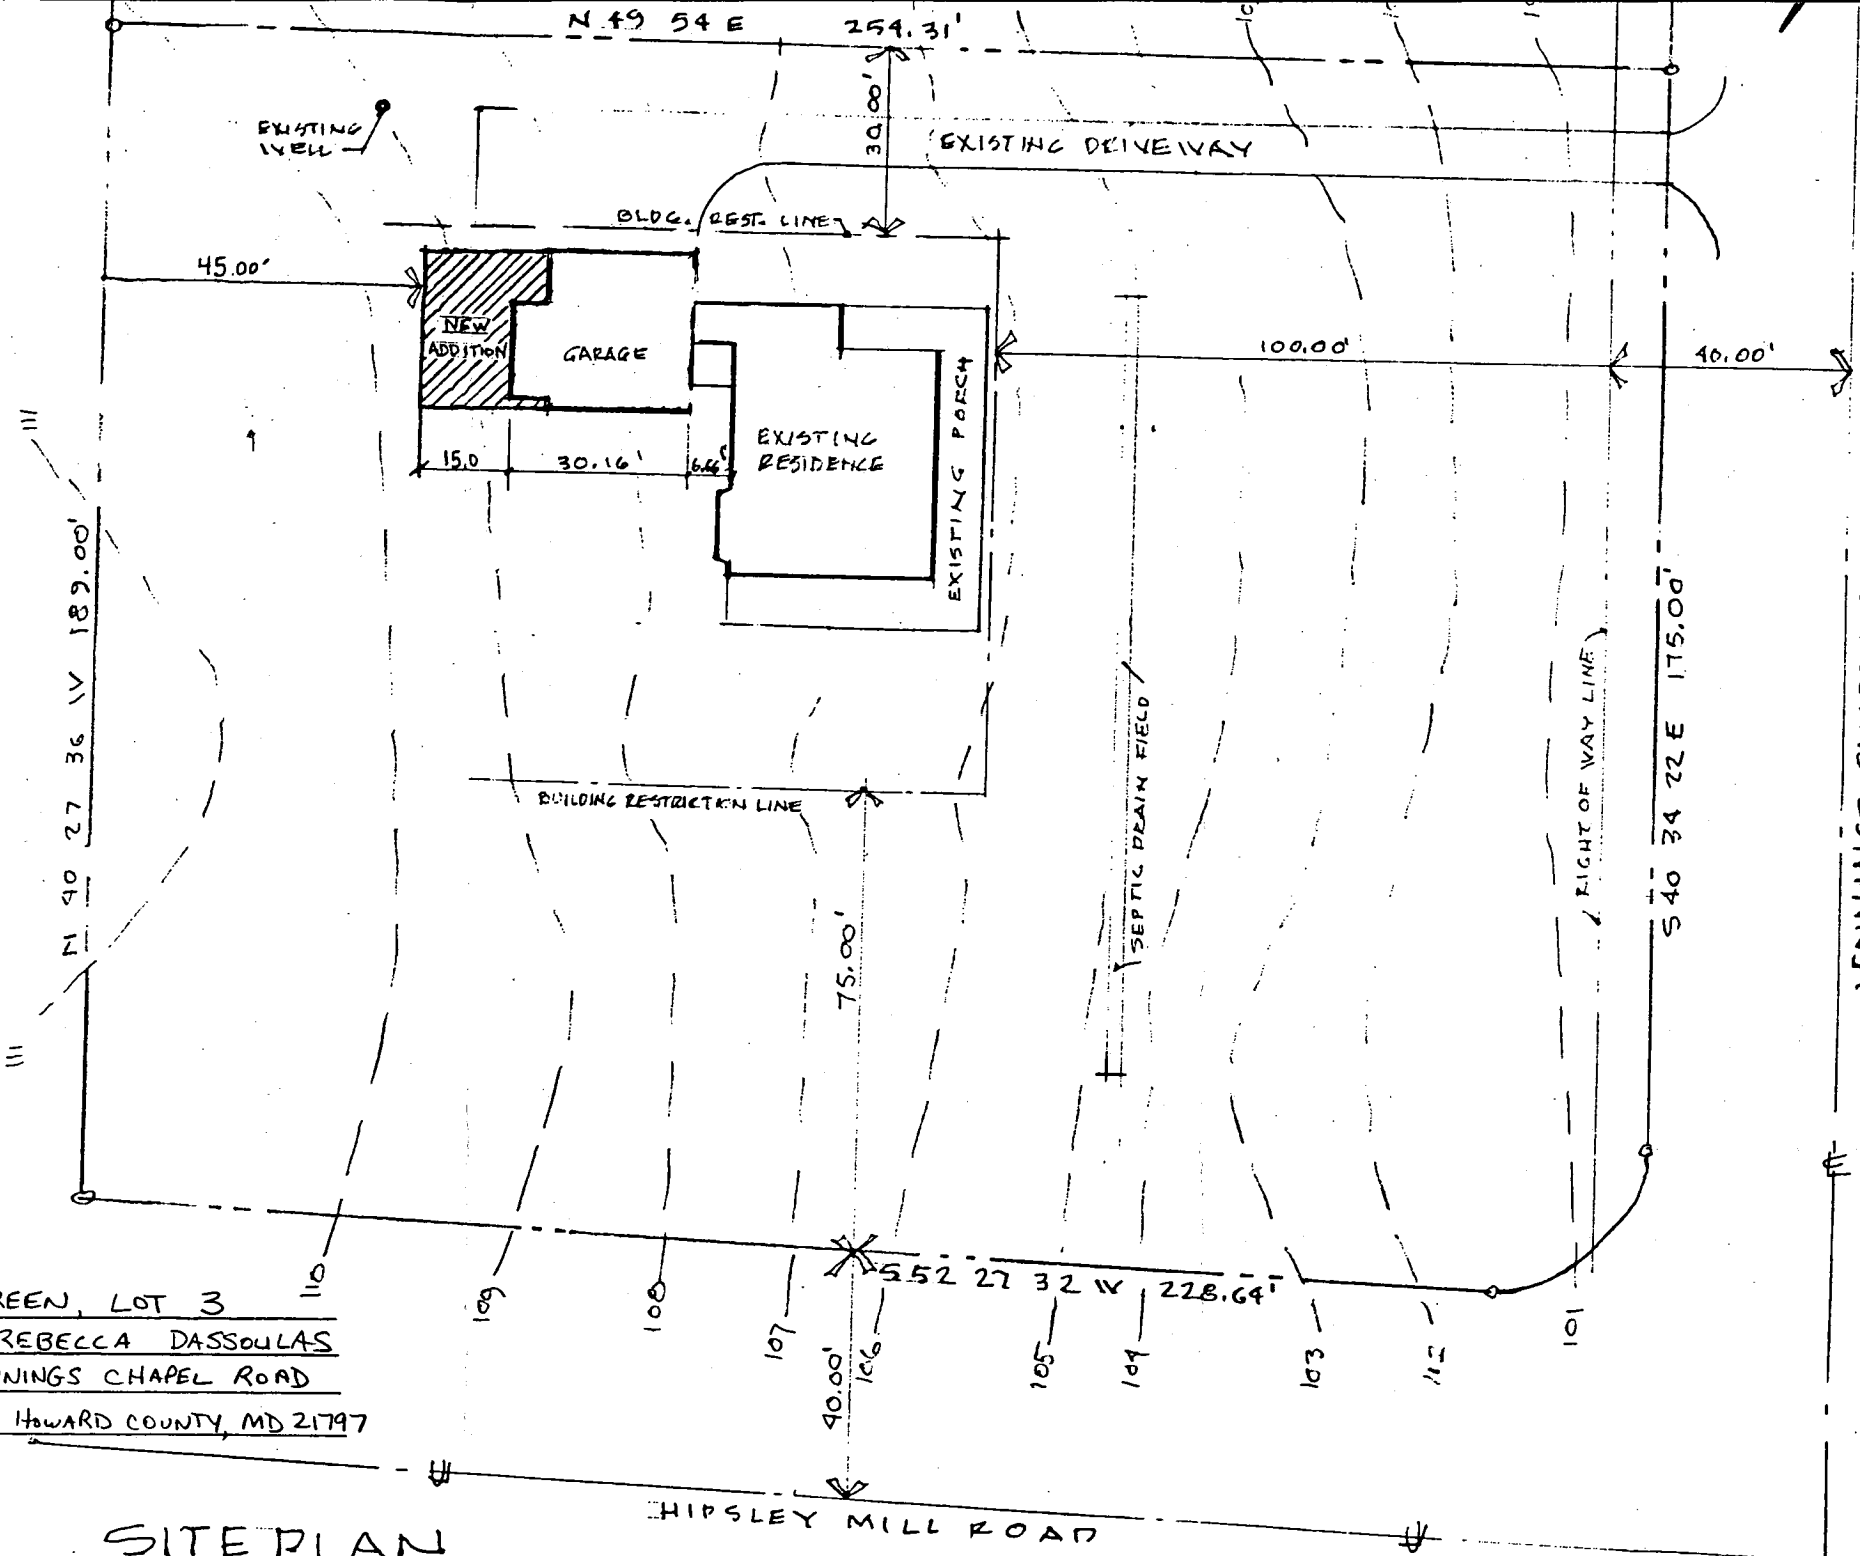 N 49 54 E 254.31'
EXISTING
WELL
30.00'
EXISTING DRIVEWAY
BLDG. REST. LINE
45.00'
NEW
ADDITION
GARAGE
100.00'
40.00'
EXISTING PORCH
EXISTING
RESIDENCE
15.0
30.16'
6.66'
111
N 40 27 36 W 189.00'
S 40 34 22 E 175.00'
RIGHT OF WAY LINE
SEPTIC DRAIN FIELD
BUILDING RESTRICTION LINE
75.00'
111
S 52 27 32 W 228.64'
110
109
108
107
106
105
104
103
102
101
40.00'
REEN, LOT 3
REBECCA DASSOULAS
NINGS CHAPEL ROAD
HOWARD COUNTY, MD 21797
HIPSLEY MILL ROAD
SITE PLAN